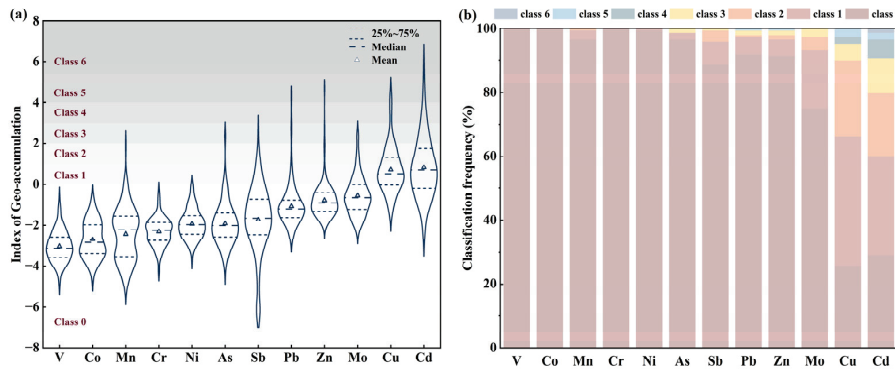 (a)
8
6
4
2
0
−2
−4
−6
−8
Index of Geo-accumulation
25%~75%
Median
Mean
Class 6
Class 5
Class 4
Class 3
Class 2
Class 1
Class 0
V Co Mn Cr Ni As Sb Pb Zn Mo Cu Cd
(b)
class 6 class 5 class 4 class 3 class 2 class 1 class
100
80
60
40
20
0
Classification frequency (%)
V Co Mn Cr Ni As Sb Pb Zn Mo Cu Cd